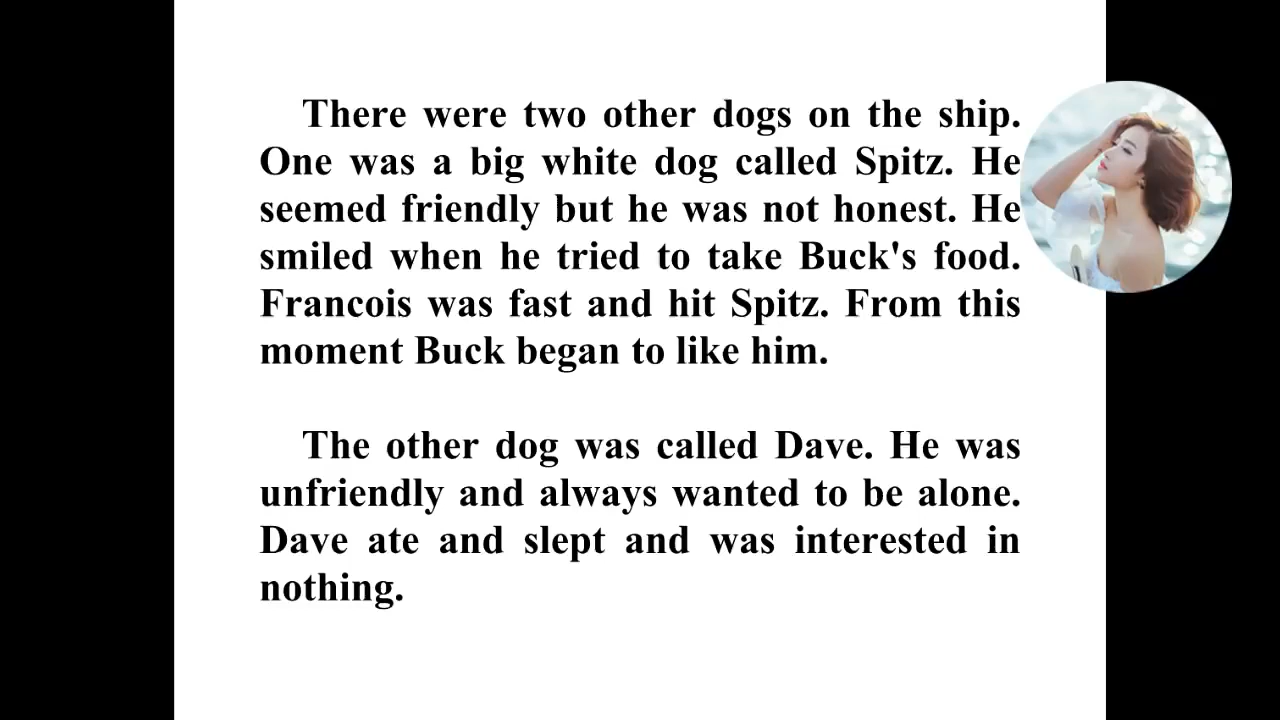 There were two other dogs on the ship.
One was a big white dog called Spitz. He
seemed friendly but he was not honest. He
smiled when he tried to take Buck's food.
Francois was fast and hit Spitz. From this
moment Buck began to like him.
The other dog was called Dave. He was
unfriendly and always wanted to be alone.
Dave ate and slept and was interested in
nothing.